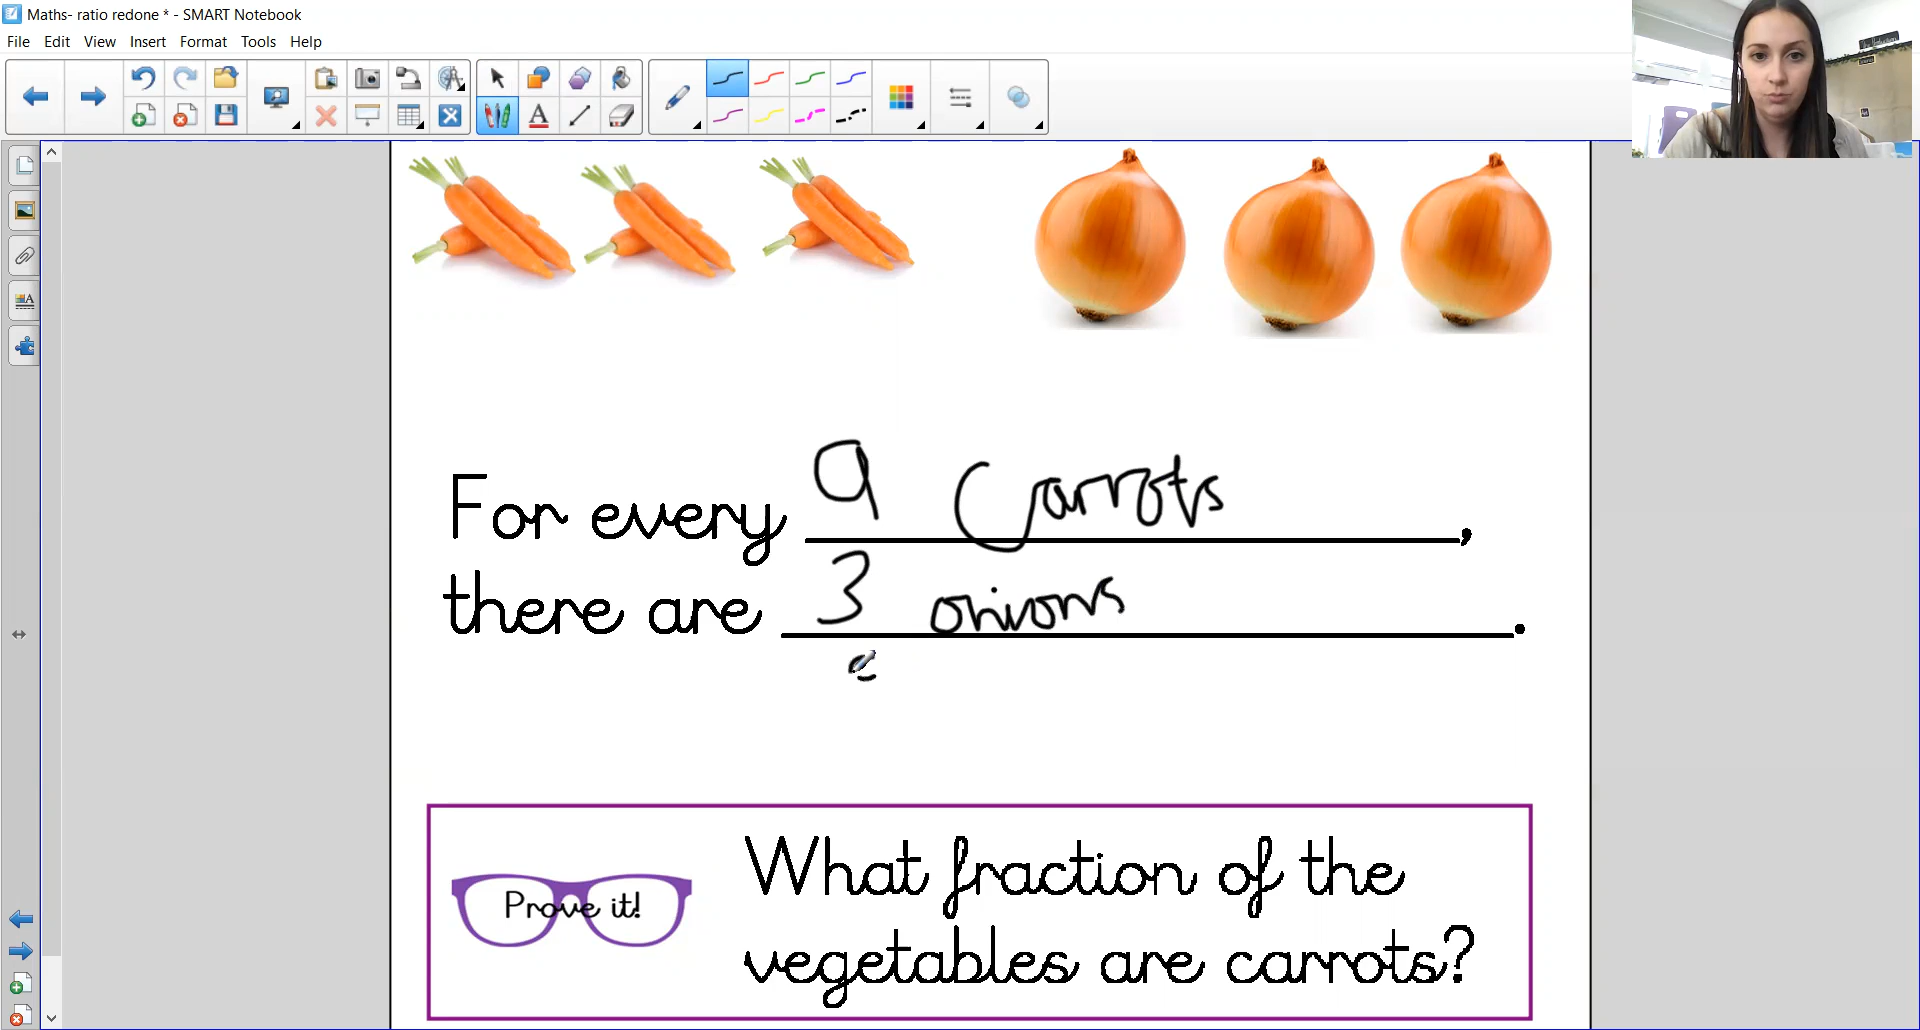 Maths- ratio redone * - SMART Notebook
File Edit View Insert Format Tools Help
For every 9 Carrots,
there are 3 onions.
Prove it!
What fraction of the
vegetables are carrots?